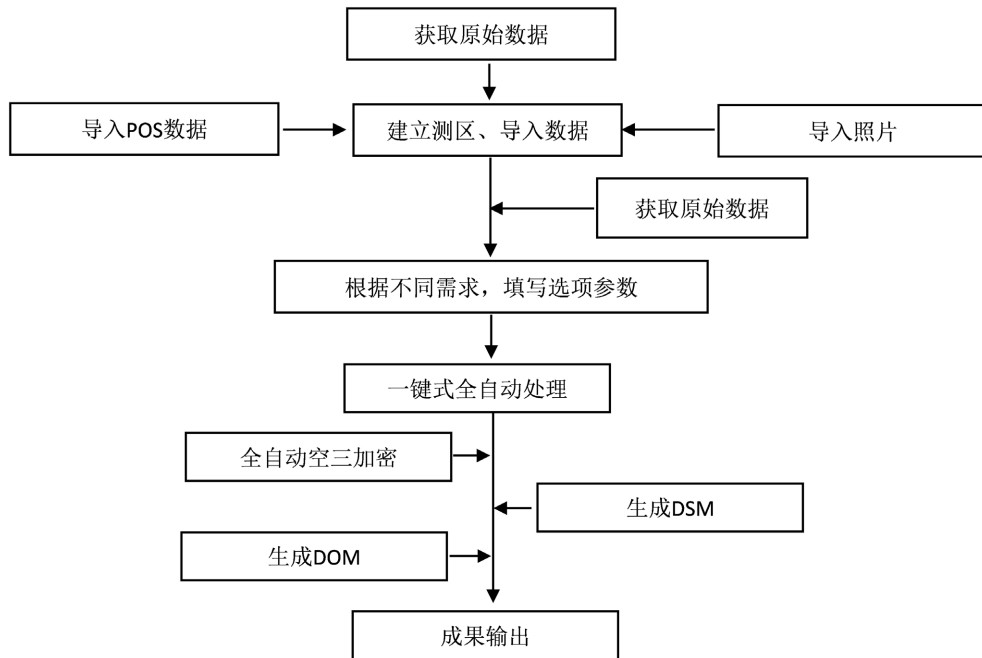 获取原始数据
导入POS数据
建立测区、导入数据
导入照片
获取原始数据
根据不同需求，填写选项参数
一键式全自动处理
全自动空三加密
生成DSM
生成DOM
成果输出